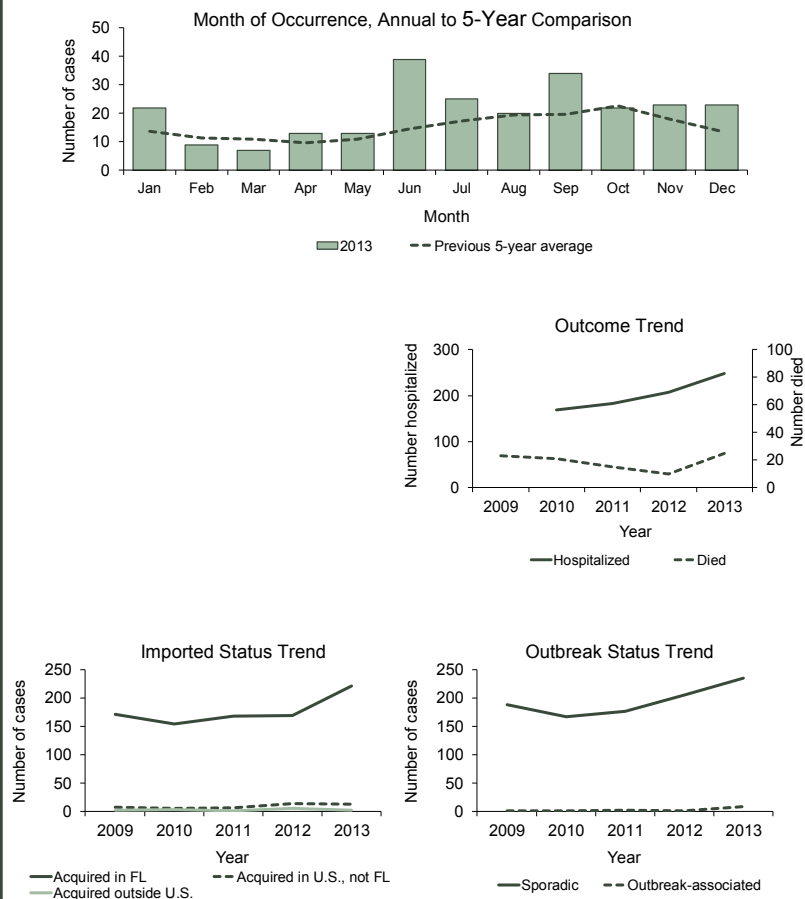 Month of Occurrence, Annual to 5-Year Comparison
Number of cases
50
40
30
20
10
0
Jan Feb Mar Apr May Jun Jul Aug Sep Oct Nov Dec
Month
2013 Previous 5-year average
Outcome Trend
Number hospitalized
300
200
100
0
100
80
60
40
20
0
Number died
2009 2010 2011 2012 2013
Year
Hospitalized Died
Imported Status Trend
Number of cases
250
200
150
100
50
0
2009 2010 2011 2012 2013
Year
Acquired in FL Acquired in U.S., not FL
Acquired outside U.S.
Outbreak Status Trend
Number of cases
250
200
150
100
50
0
2009 2010 2011 2012 2013
Year
Sporadic Outbreak-associated